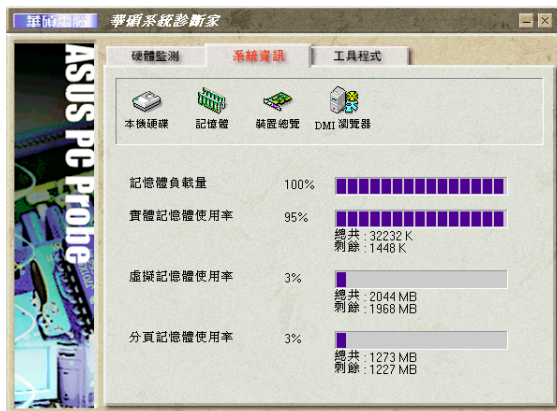 華碩電腦 華碩系統診斷家
ASUS PC Probe
硬體監測 系統資訊 工具程式
本機硬碟 記憶體 裝置總覽 DMI 瀏覽器
記憶體負載量 100%
實體記憶體使用率 95%
總共 : 32232 K
剩餘 : 1448 K
虛擬記憶體使用率 3%
總共 : 2044 MB
剩餘 : 1968 MB
分頁記憶體使用率 3%
總共 : 1273 MB
剩餘 : 1227 MB